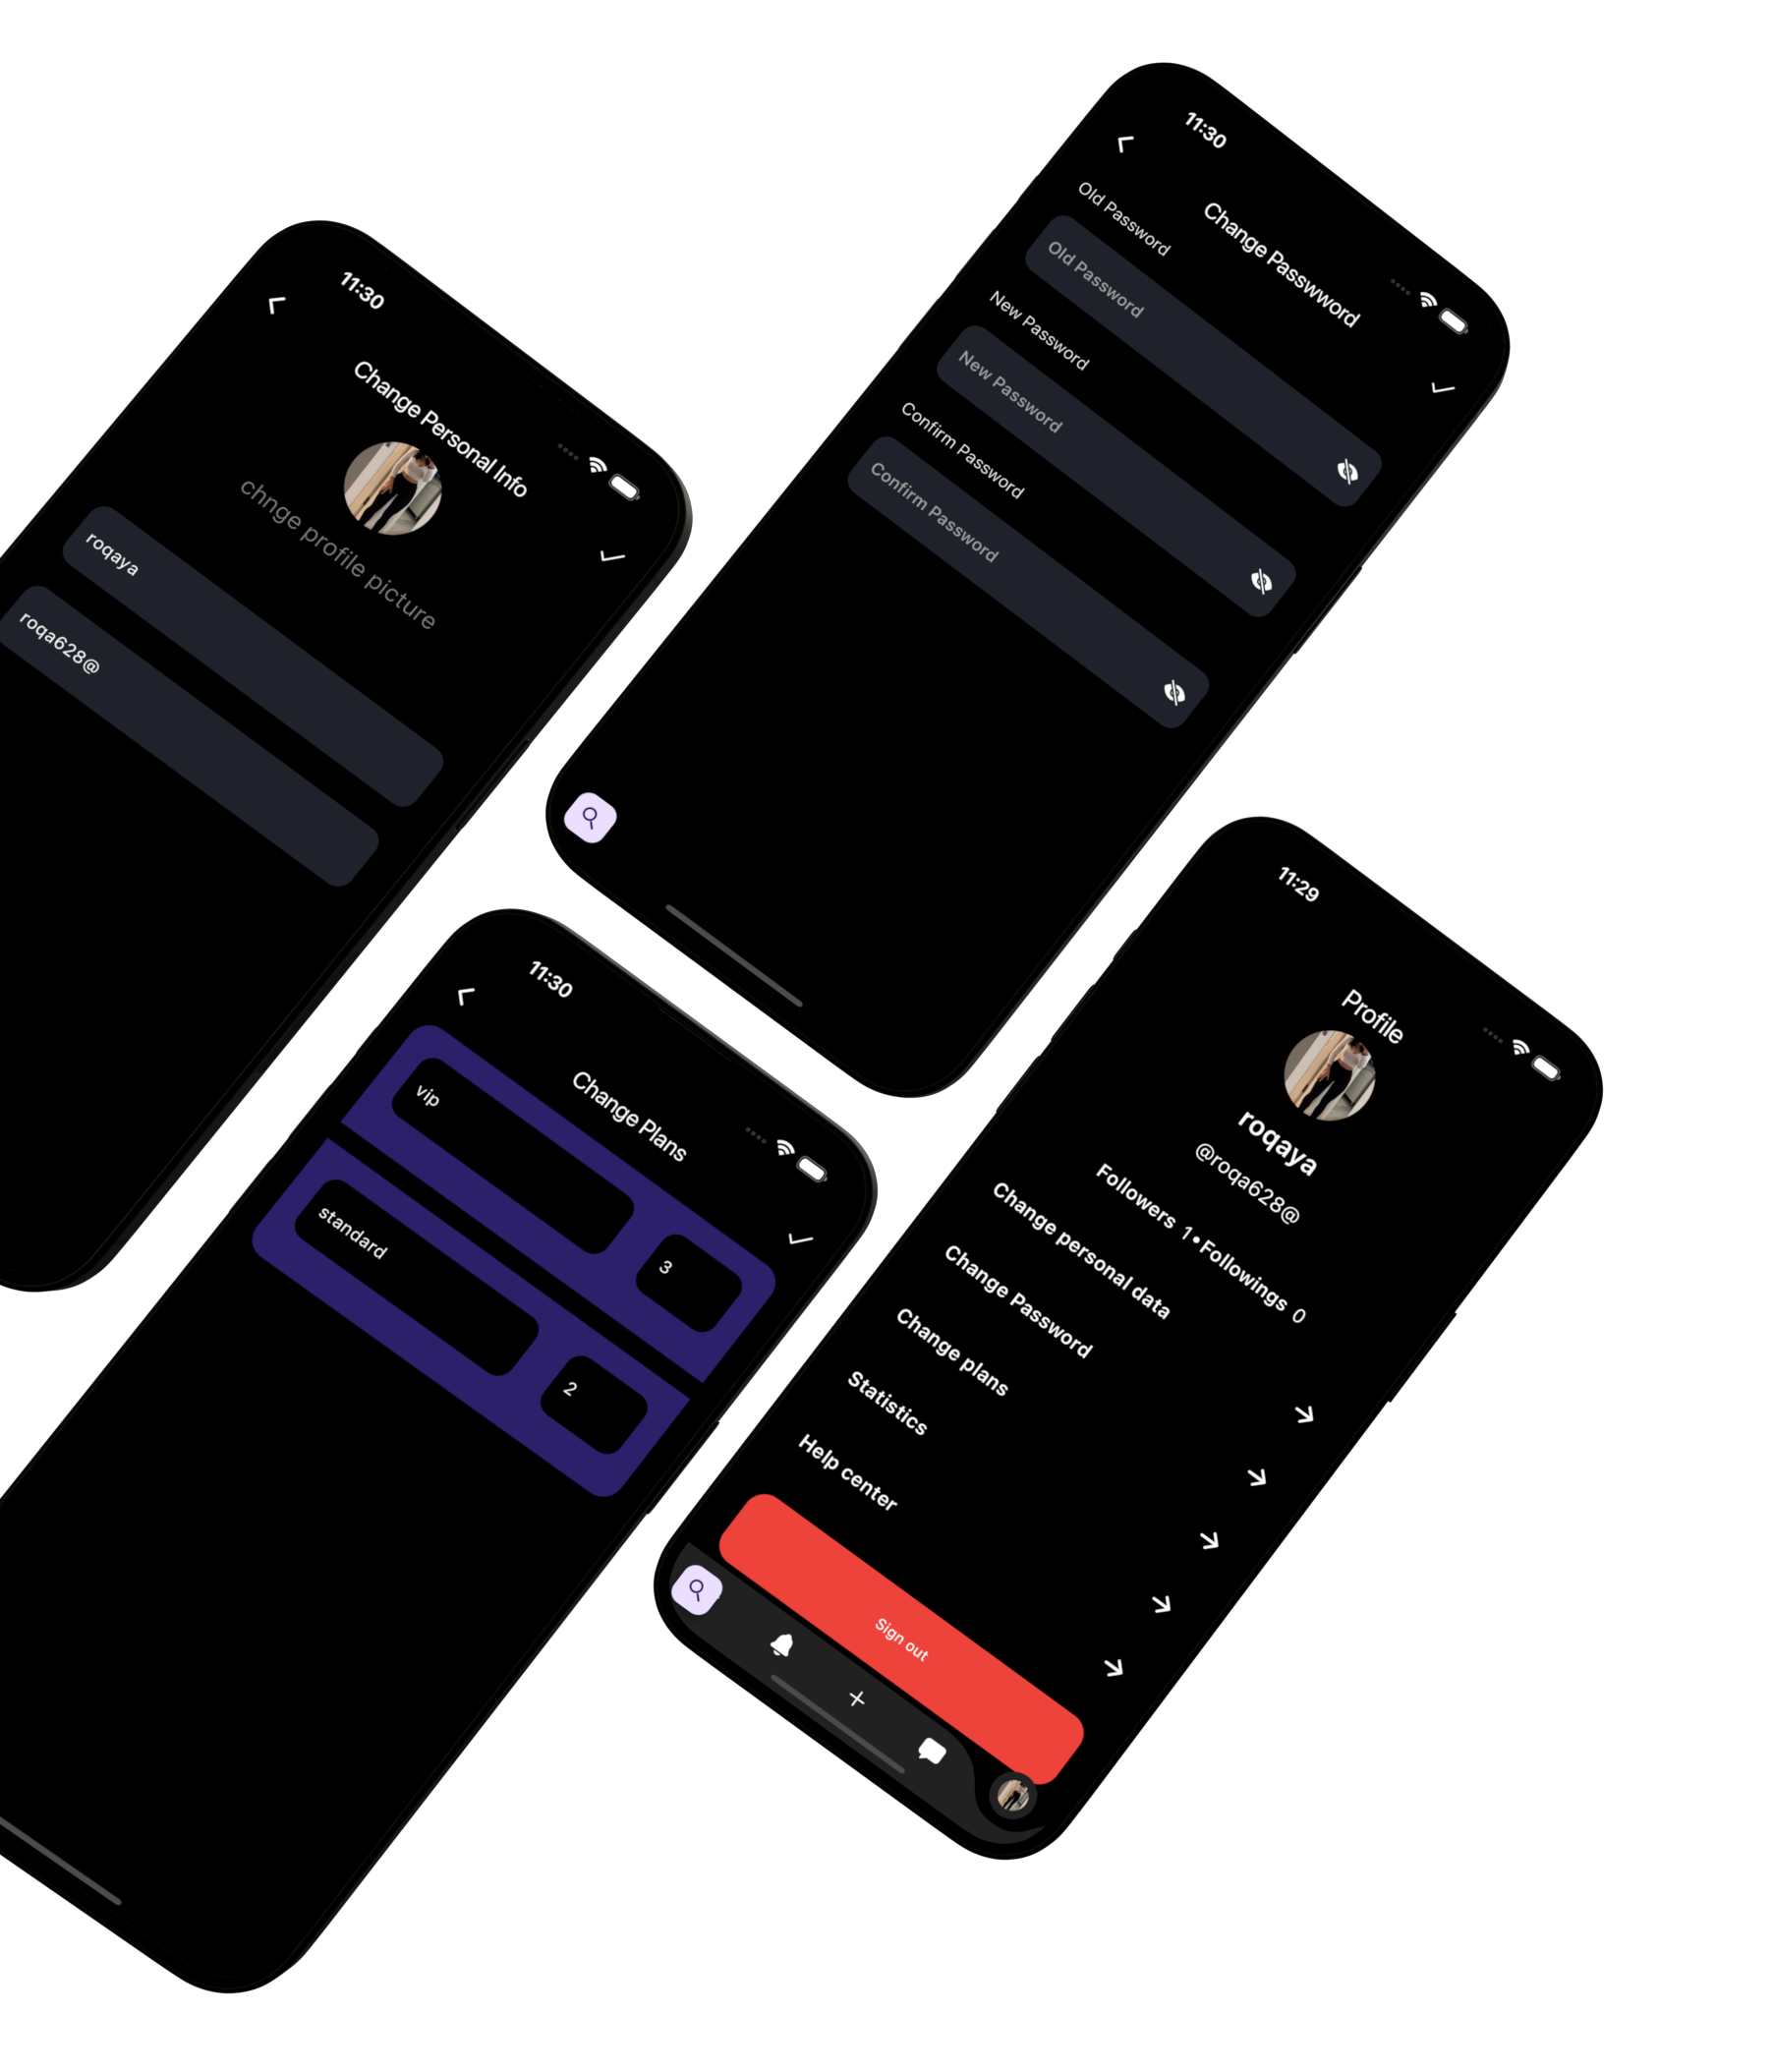 11:30
Change Personal Info
chnge profile picture
roqaya
roqa628@
11:30
Change Passwword
Old Password
Old Password
New Password
New Password
Confirm Password
Confirm Password
11:30
Change Plans
vip
3
standard
2
11:29
Profile
roqaya
@roqa628@
Followers 1 • Followings 0
Change personal data
Change Password
Change plans
Statistics
Help center
Sign out